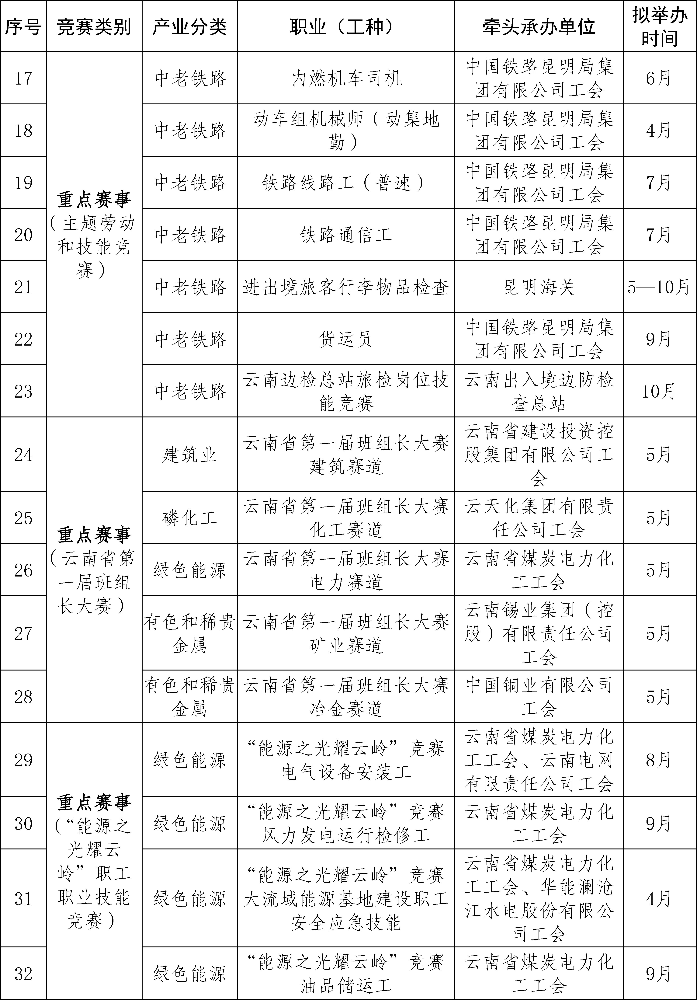 序号 竞赛类别 产业分类 职业（工种） 牵头承办单位 拟举办
时间
重点赛事
（主题劳动
和技能竞
赛）
17 中老铁路 内燃机车司机 中国铁路昆明局集
团有限公司工会 6月
18 中老铁路 动车组机械师（动集地
勤） 中国铁路昆明局集
团有限公司工会 4月
19 中老铁路 铁路线路工（普速） 中国铁路昆明局集
团有限公司工会 7月
20 中老铁路 铁路通信工 中国铁路昆明局集
团有限公司工会 7月
21 中老铁路 进出境旅客行李物品检查 昆明海关 5—10月
22 中老铁路 货运员 中国铁路昆明局集
团有限公司工会 9月
23 中老铁路 云南边检总站旅检岗位技
能竞赛 云南出入境边防检
查总站 10月
重点赛事
（云南省第
一届班组
长大赛）
24 建筑业 云南省第一届班组长大赛
建筑赛道 云南省建设投资控
股集团有限公司工
会 5月
25 磷化工 云南省第一届班组长大赛
化工赛道 云天化集团有限责
任公司工会 5月
26 绿色能源 云南省第一届班组长大赛
电力赛道 云南省煤炭电力化
工工会 5月
27 有色和稀贵
金属 云南省第一届班组长大赛
矿业赛道 云南锡业集团（控
股）有限责任公司
工会 5月
28 有色和稀贵
金属 云南省第一届班组长大赛
冶金赛道 中国铜业有限公司
工会 5月
重点赛事
（“能源之
光耀云
岭”职工
职业技能
竞赛）
29 绿色能源 “能源之光耀云岭”竞赛
电气设备安装工 云南省煤炭电力化
工工会、云南电网
有限责任公司工会 8月
30 绿色能源 “能源之光耀云岭”竞赛
风力发电运行检修工 云南省煤炭电力化
工工会 9月
31 绿色能源 “能源之光耀云岭”竞赛
大流域能源基地建设职工
安全应急技能 云南省煤炭电力化
工工会、华能澜沧
江水电股份有限公
司工会 4月
32 绿色能源 “能源之光耀云岭”竞赛
油品储运工 云南省煤炭电力化
工工会 9月